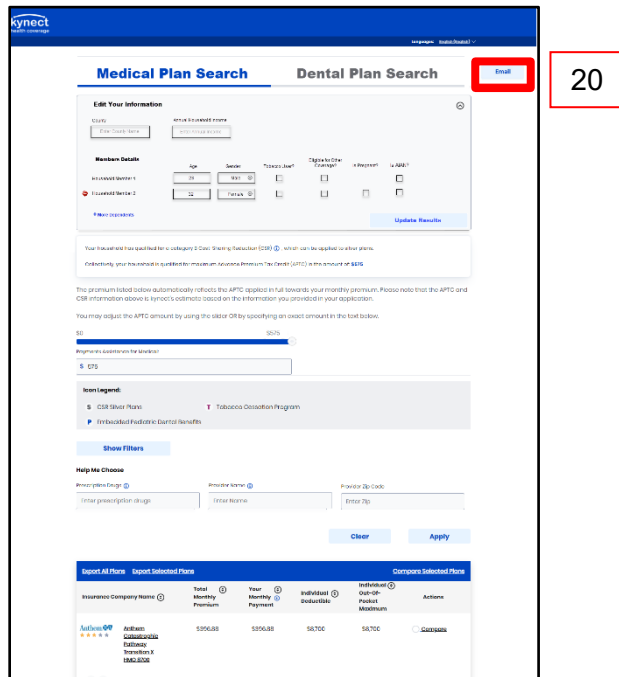 kynect
health coverage
Languages: English (English)
Medical Plan Search Dental Plan Search Email
20
Edit Your Information
County Annual Household Income
Enter County Name Enter Annual Income
Members Details
Age Gender Tobacco User? Eligible for Other Coverage? Is Pregnant? Is AI/AN?
Household Member 1 Male
Household Member 2 52 Female
+More dependents
Update Results
Your household has qualified for a category 3 Cost Sharing Reduction (CSR) , which can be applied to silver plans.
Collectively your household is qualified for maximum Advance Premium Tax Credit (APTC) in the amount of $575
The premium listed below automatically reflects the APTC applied in full towards your monthly premium. Please note that the APTC and
CSR information above is kynect's estimate based on the information you provided in your application.
You may adjust the APTC amount by using the slider OR by specifying an exact amount in the text below.
$0 $575
Payments Assistance for Medical
$ 575
Icon Legend:
S CSR Silver Plans T Tobacco Cessation Program
P Embedded Pediatric Dental Benefits
Show Filters
Help Me Choose
Prescription Drugs Provider Name Provider Zip Code
Enter prescription drugs Enter Name Enter Zip
Clear Apply
Export All Plans Export Selected Plans Compare Selected Plans
Insurance Company Name Total Monthly Premium Your Monthly Payment Individual Deductible Individual Out-Of-Pocket Maximum Actions
Anthem Anthem $396.88 $396.88 $8,700 $8,700 Compare
Catastrophic
Pathway
Transition X
HMO 8700